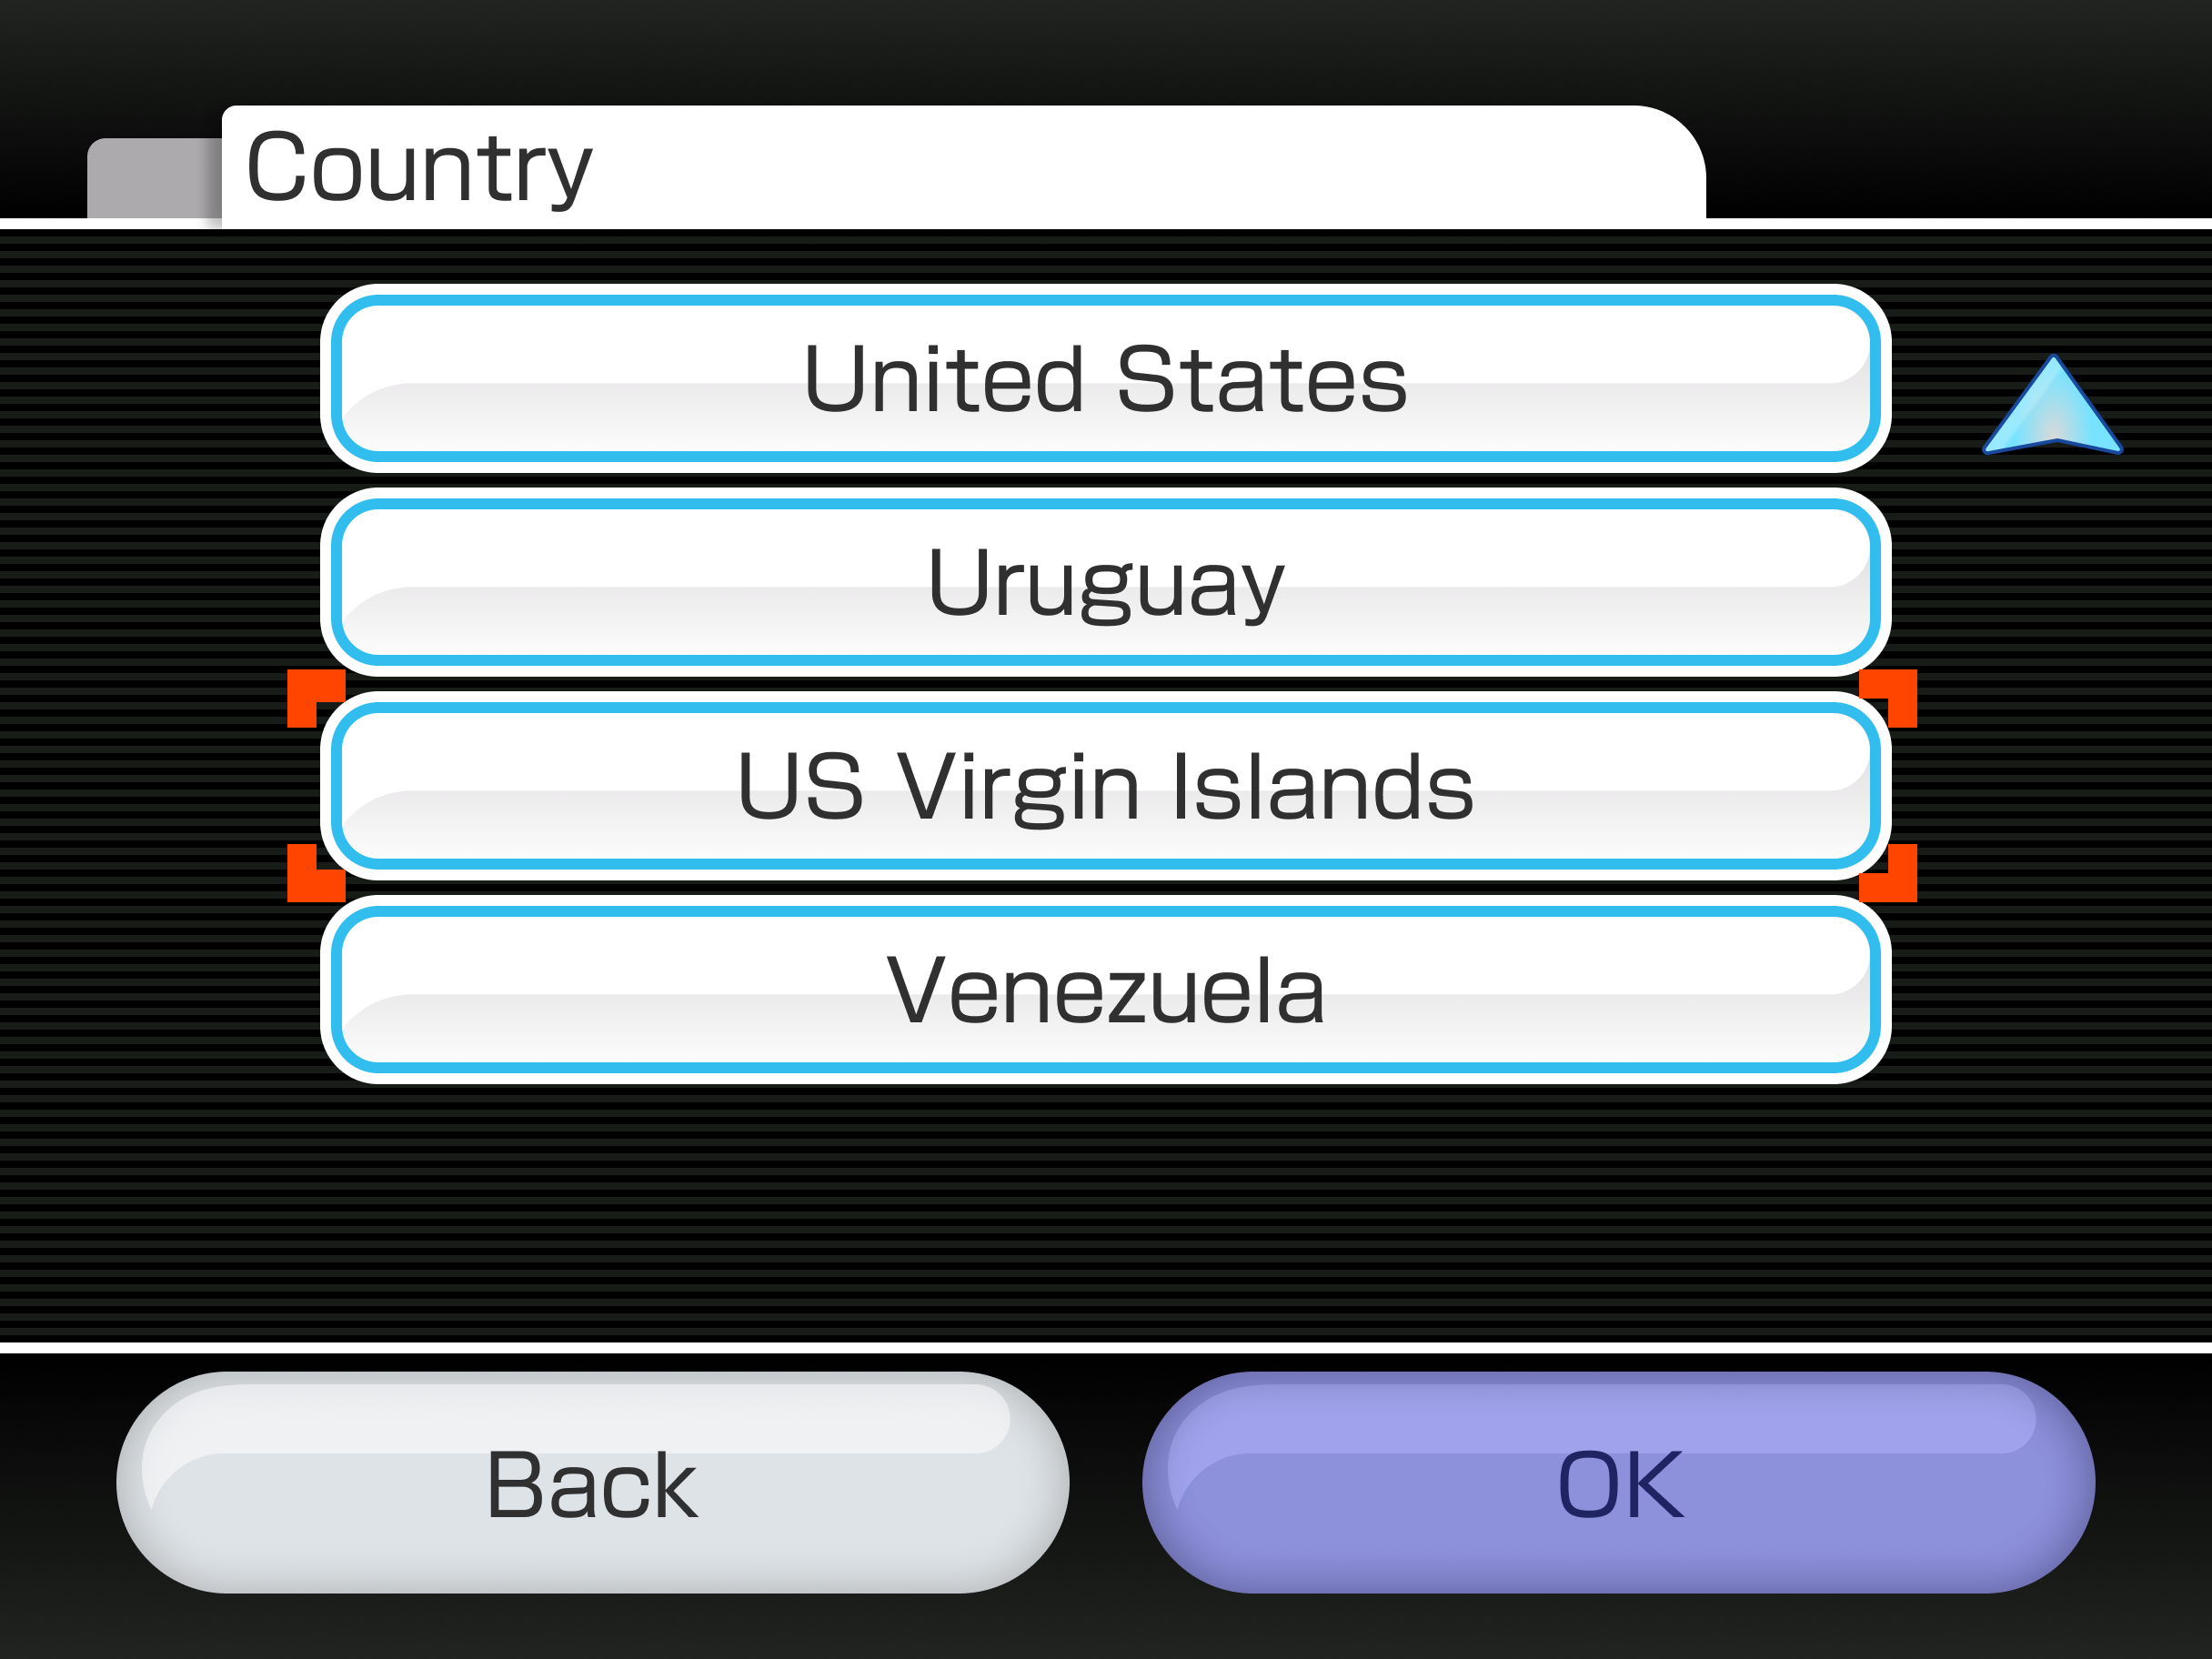 Country
United States
Uruguay
US Virgin Islands
Venezuela
Back
OK